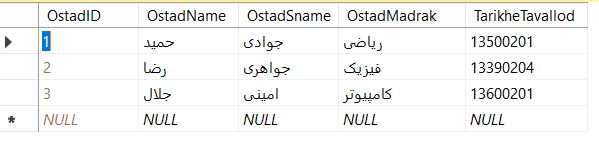 OstadID OstadName OstadSname OstadMadrak TarikheTavallod
1 حمید جوادی ریاضی 13500201
2 رضا جواهری فیزیک 13390204
3 جلال امینی کامپیوتر 13600201
NULL NULL NULL NULL NULL